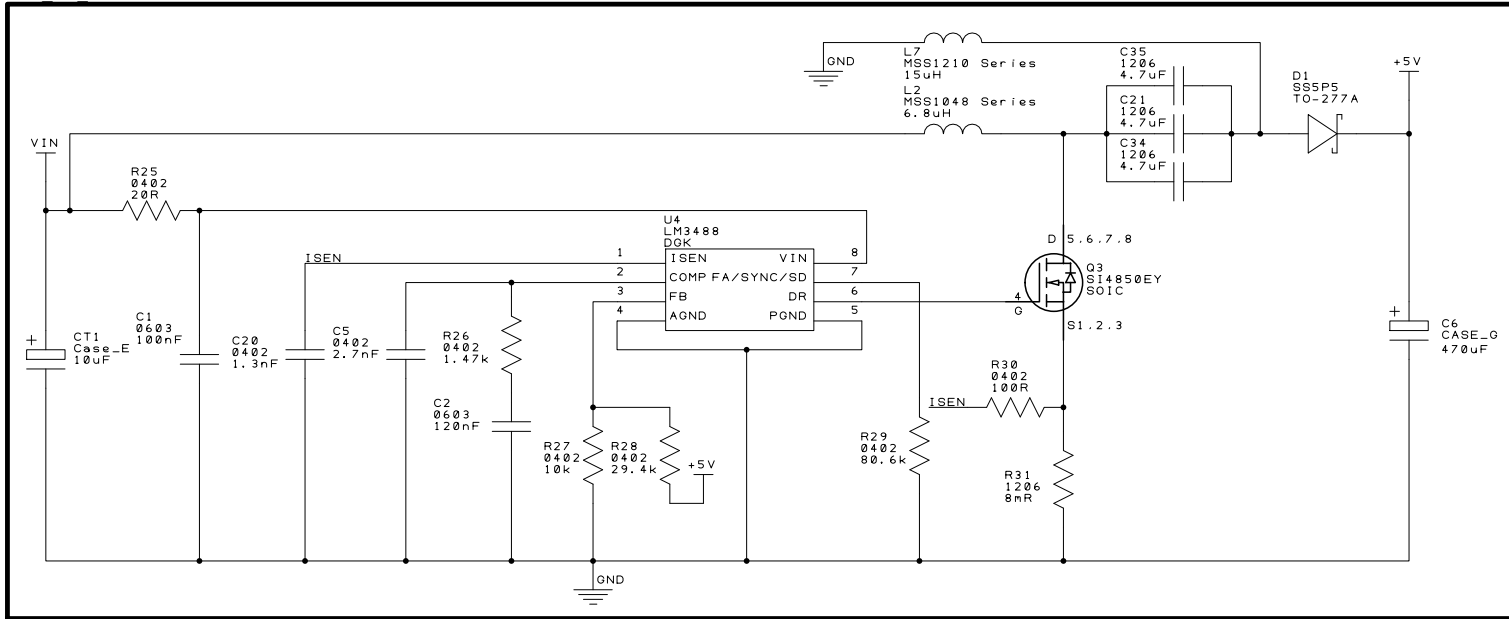 L7
MSS1210 Series
15uH
GND
L2
MSS1048 Series
6.8uH
C35
1206
4.7uF
C21
1206
4.7uF
C34
1206
4.7uF
D1
SS5P5
TO-277A
+5V
VIN
R25
0402
20R
U4
LM3488
DGK
ISEN
1
2
3
4
ISEN
COMP
FB
AGND
VIN
FA/SYNC/SD
DR
PGND
8
7
6
5
D 5,6,7,8
Q3
SI4850EY
SOIC
4
G
S1,2,3
+
CT1
Case_E
10uF
C1
0603
100nF
C20
0402
1.3nF
C5
0402
2.7nF
R26
0402
1.47k
C2
0603
120nF
R27
0402
10k
R28
0402
29.4k
+5V
R29
0402
80.6k
ISEN
R30
0402
100R
R31
1206
8mR
+
C6
CASE_G
470uF
GND